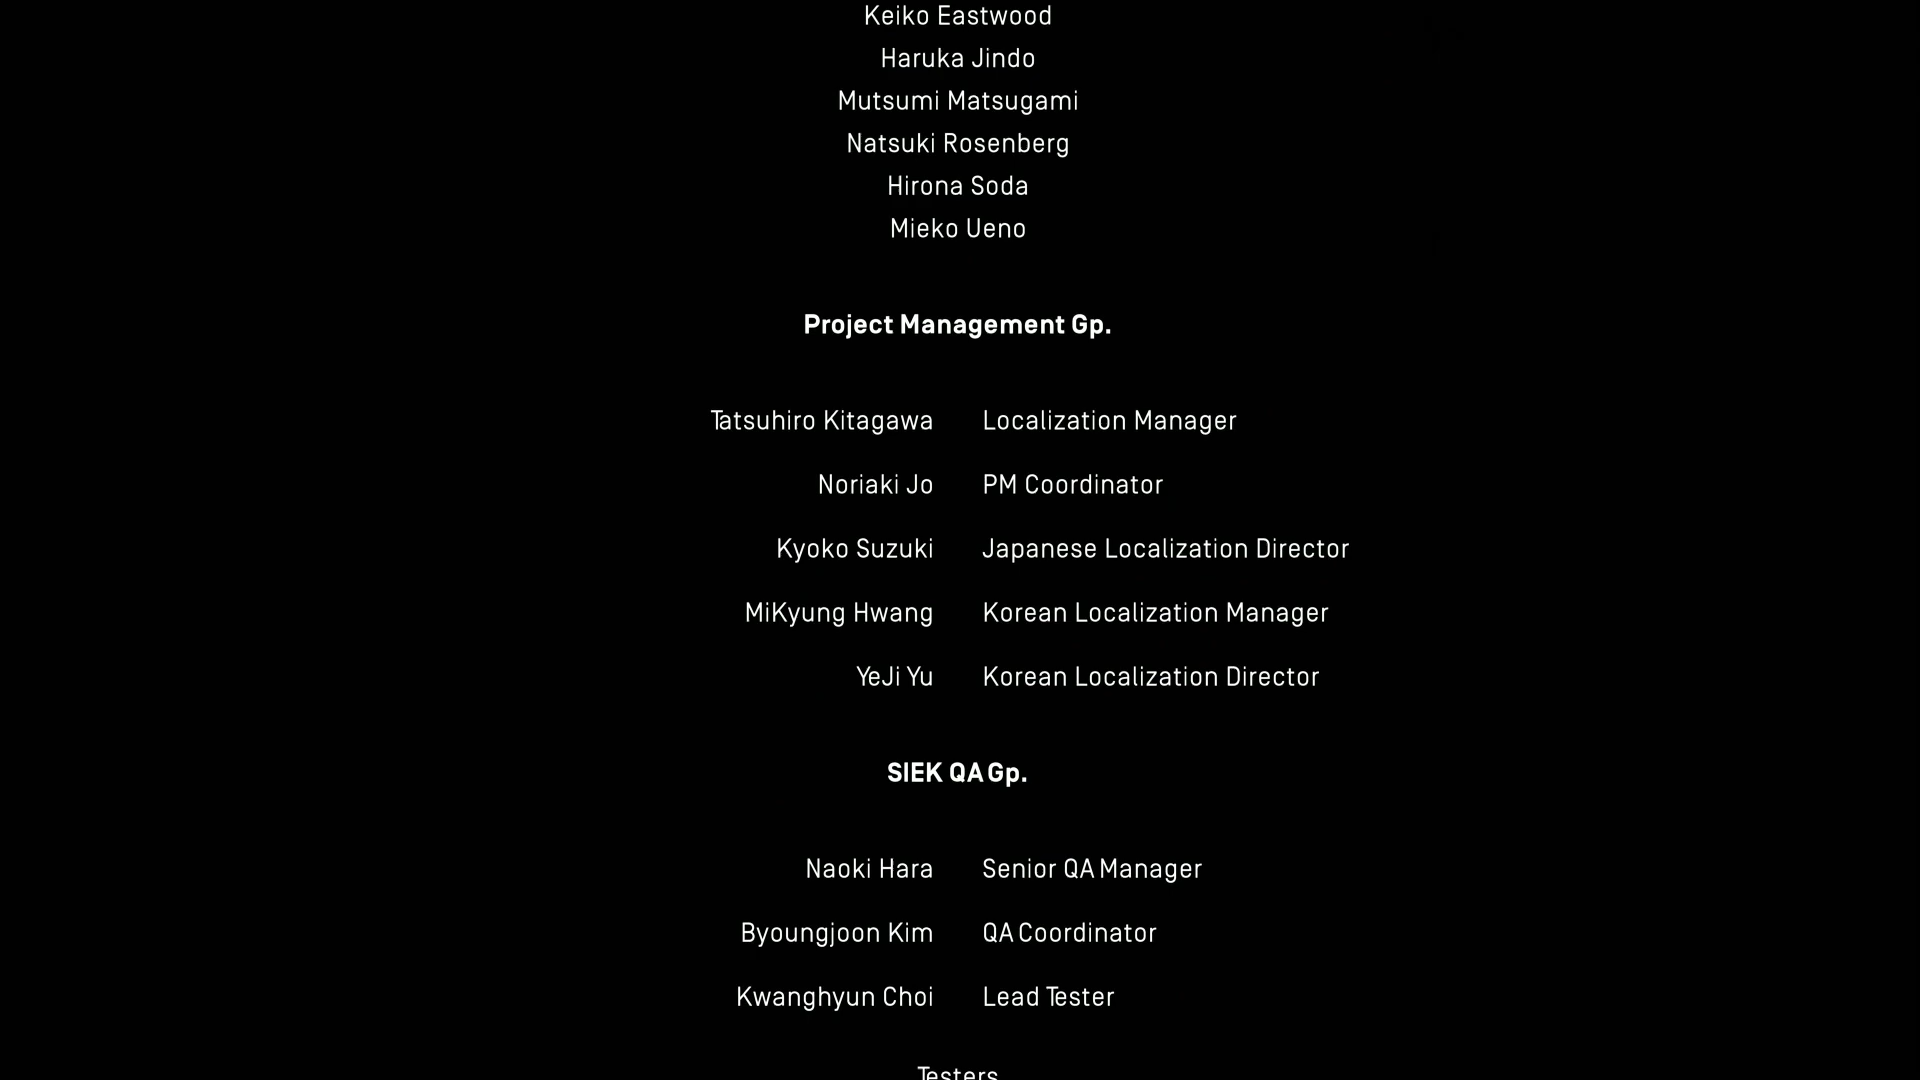 Keiko Eastwood
Haruka Jindo
Mutsumi Matsugami
Natsuki Rosenberg
Hirona Soda
Mieko Ueno
Project Management Gp.
Tatsuhiro Kitagawa Localization Manager
Noriaki Jo PM Coordinator
Kyoko Suzuki Japanese Localization Director
MiKyung Hwang Korean Localization Manager
YeJi Yu Korean Localization Director
SIEK QA Gp.
Naoki Hara Senior QA Manager
Byoungjoon Kim QA Coordinator
Kwanghyun Choi Lead Tester
Testers